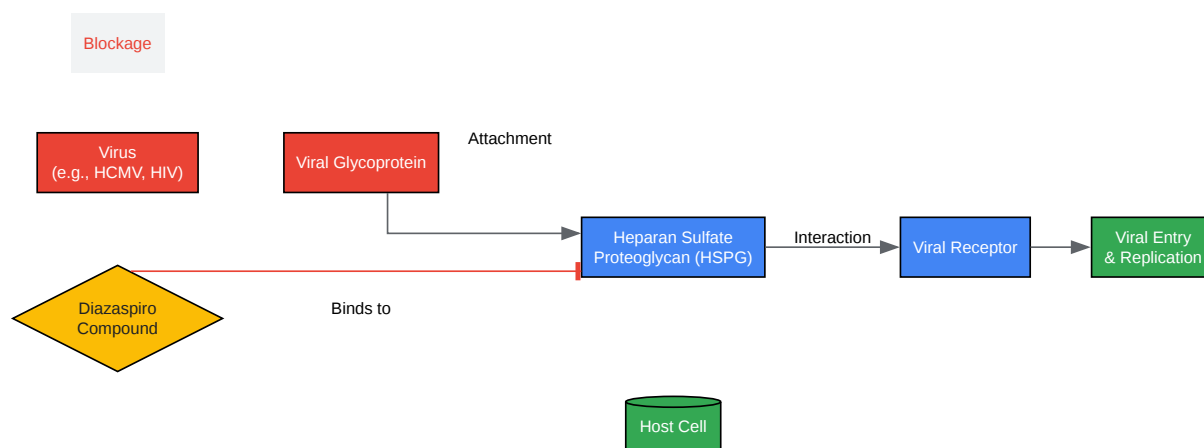 Blockage
Virus
(e.g., HCMV, HIV)
Viral Glycoprotein
Attachment
Heparan Sulfate
Proteoglycan (HSPG)
Interaction
Viral Receptor
Viral Entry
& Replication
Diazaspiro
Compound
Binds to
Host Cell